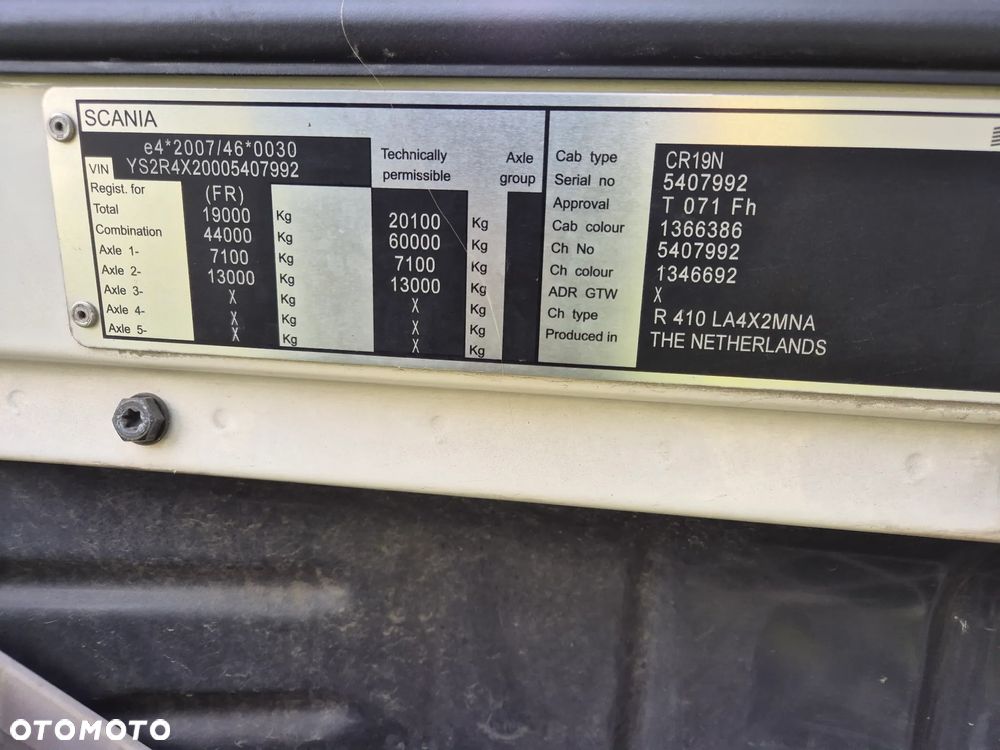 SCANIA
e4*2007/46*0030
VIN YS2R4X20005407992
Technically permissible
Axle group
Regist. for (FR)
Total 19000 Kg 20100 Kg
Combination 44000 Kg 60000 Kg
Axle 1- 7100 Kg 7100 Kg
Axle 2- 13000 Kg 13000 Kg
Axle 3- X Kg X Kg
Axle 4- X Kg X Kg
Axle 5- X Kg X Kg
Cab type CR19N
Serial no 5407992
Approval T 071 Fh
Cab colour 1366386
Ch No 5407992
Ch colour 1346692
ADR GTW X
Ch type R 410 LA4X2MNA
Produced in THE NETHERLANDS
OTOMOTO